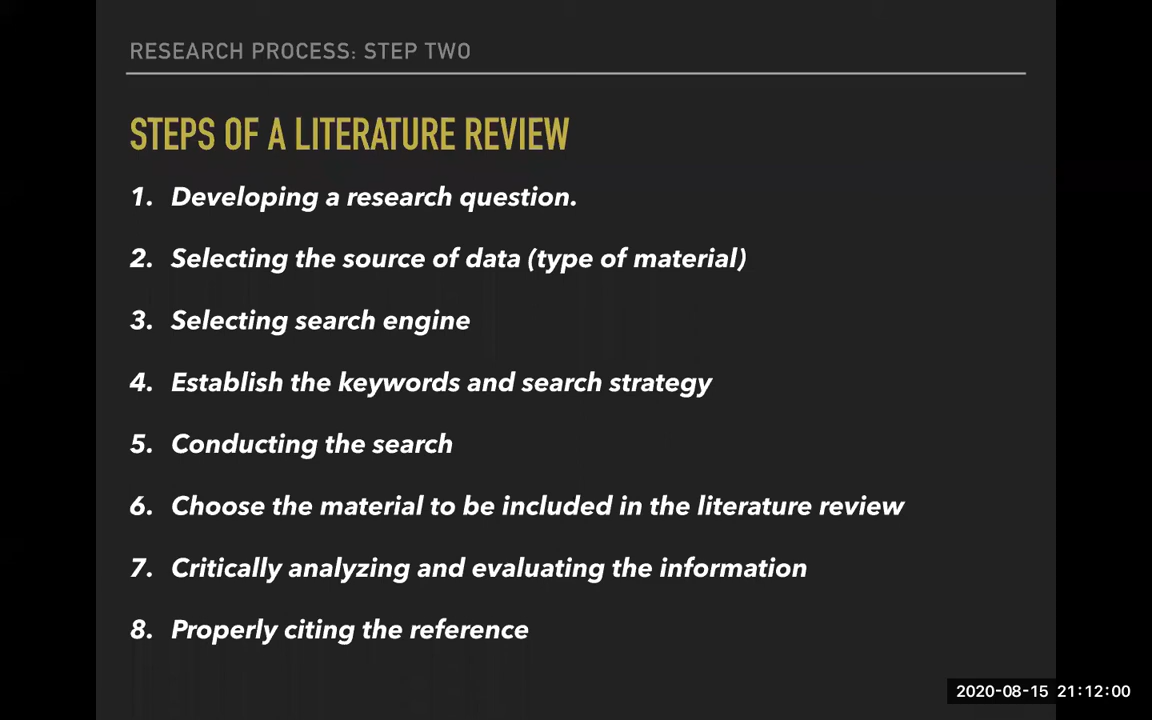 RESEARCH PROCESS: STEP TWO
STEPS OF A LITERATURE REVIEW
1. Developing a research question.
2. Selecting the source of data (type of material)
3. Selecting search engine
4. Establish the keywords and search strategy
5. Conducting the search
6. Choose the material to be included in the literature review
7. Critically analyzing and evaluating the information
8. Properly citing the reference
2020-08-15 21:12:00